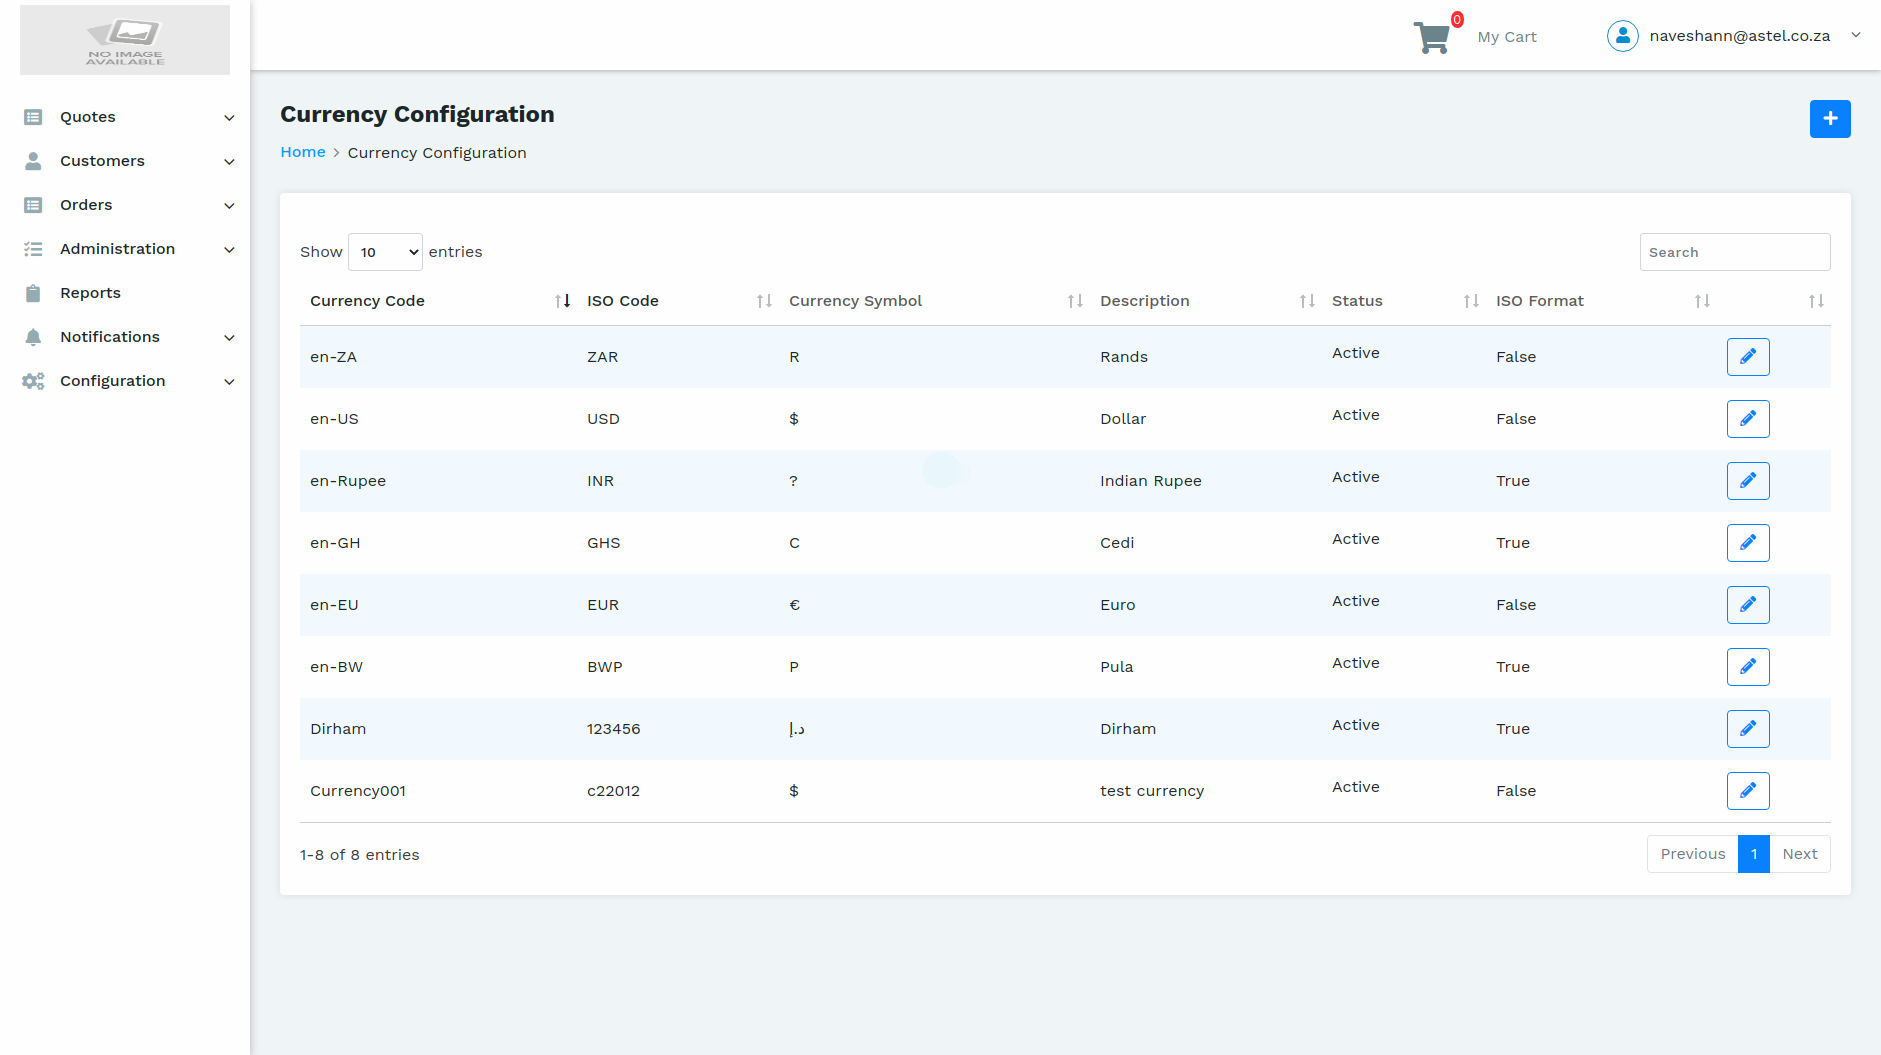 NO IMAGE
AVAILABLE
0
My Cart
naveshann@astel.co.za
Quotes
Customers
Orders
Administration
Reports
Notifications
Configuration
Currency Configuration
Home > Currency Configuration
Show 10 entries
Search
Currency Code ISO Code Currency Symbol Description Status ISO Format
en-ZA ZAR R Rands Active False
en-US USD $ Dollar Active False
en-Rupee INR ? Indian Rupee Active True
en-GH GHS C Cedi Active True
en-EU EUR € Euro Active False
en-BW BWP P Pula Active True
Dirham 123456 د.إ Dirham Active True
Currency001 c22012 $ test currency Active False
1-8 of 8 entries
Previous 1 Next